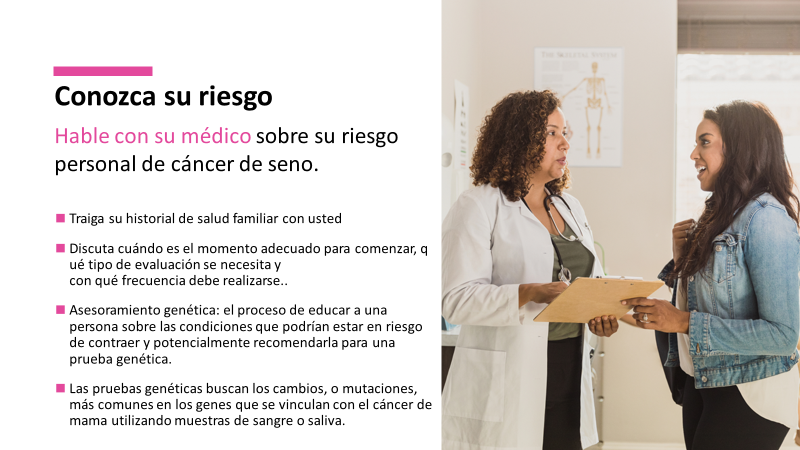 Conozca su riesgo
Hable con su médico sobre su riesgo
personal de cáncer de seno.
Traiga su historial de salud familiar con usted
Discuta cuándo es el momento adecuado para comenzar, q
ué tipo de evaluación se necesita y
con qué frecuencia debe realizarse..
Asesoramiento genética: el proceso de educar a una
persona sobre las condiciones que podrían estar en riesgo
de contraer y potencialmente recomendarla para una
prueba genética.
Las pruebas genéticas buscan los cambios, o mutaciones,
más comunes en los genes que se vinculan con el cáncer de
mama utilizando muestras de sangre o saliva.
THE SKELETAL SYSTEM